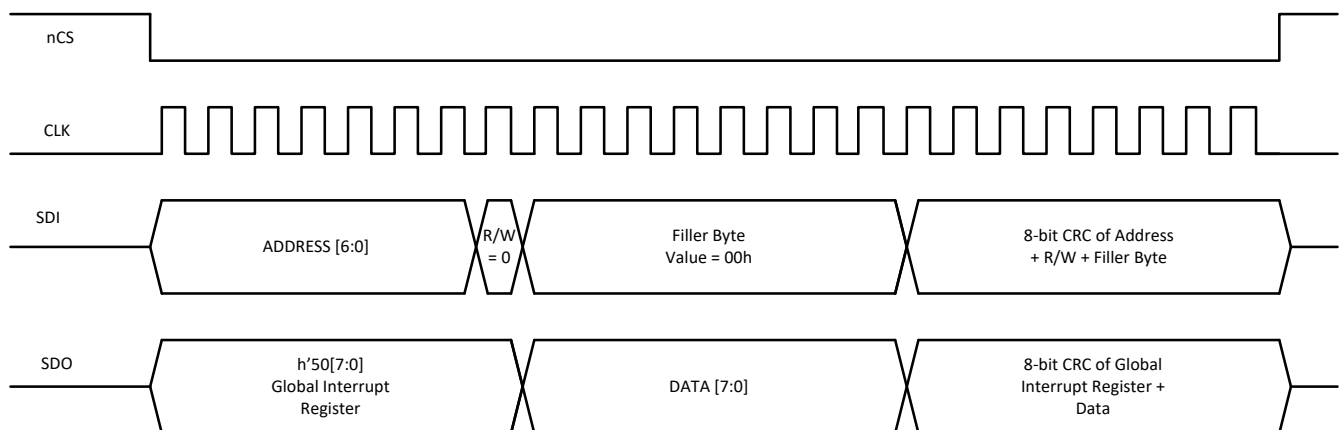 nCS
CLK
SDI
ADDRESS [6:0]
R/W
= 0
Filler Byte
Value = 00h
8-bit CRC of Address
+ R/W + Filler Byte
SDO
h’50[7:0]
Global Interrupt
Register
DATA [7:0]
8-bit CRC of Global
Interrupt Register +
Data